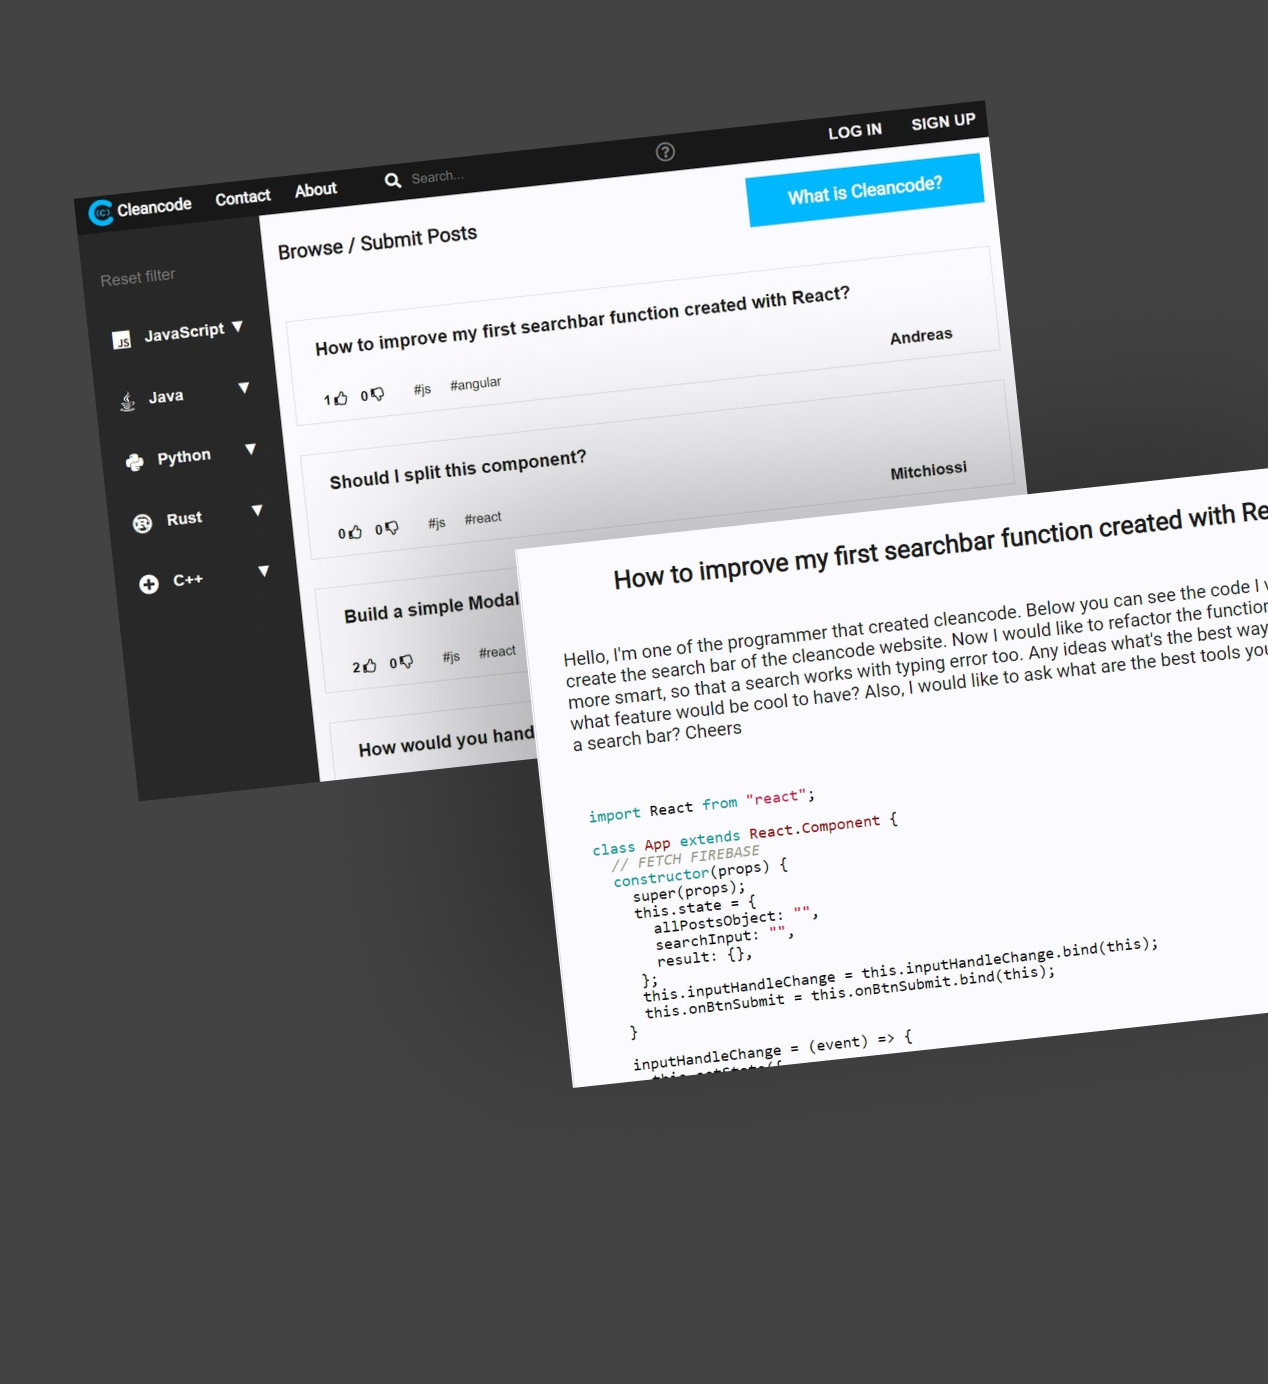 Cleancode Contact About Search... LOG IN SIGN UP
Reset filter
JavaScript
Java
Python
Rust
C++
Browse / Submit Posts
What is Cleancode?
How to improve my first searchbar function created with React?
Andreas
1 0 #js #angular
Should I split this component?
Mitchiossi
0 0 #js #react
Build a simple Modal
2 0 #js #react
How would you hand
How to improve my first searchbar function created with Re
Hello, I'm one of the programmer that created cleancode. Below you can see the code I
create the search bar of the cleancode website. Now I would like to refactor the function
more smart, so that a search works with typing error too. Any ideas what's the best way
what feature would be cool to have? Also, I would like to ask what are the best tools you
a search bar? Cheers
import React from "react";
class App extends React.Component {
// FETCH FIREBASE
constructor(props) {
super(props);
this.state = {
allPostsObject: "",
searchInput: "",
result: {},
};
this.inputHandleChange = this.inputHandleChange.bind(this);
this.onBtnSubmit = this.onBtnSubmit.bind(this);
}
inputHandleChange = (event) => {